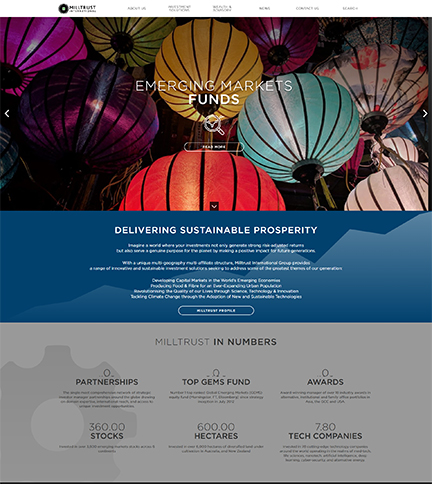 MILLTRUST
INTERNATIONAL
ABOUT US
INVESTMENT
SOLUTIONS
WEALTH &
ADVISORY
NEWS
CONTACT US
SEARCH
EMERGING MARKETS
FUNDS
READ MORE
DELIVERING SUSTAINABLE PROSPERITY
Imagine a world where your investments not only generate strong risk-adjusted returns
but also serve a genuine purpose for the planet by making a positive impact for future generations.
With a unique multi-geography multi-affiliate structure, Milltrust International Group provides
a range of innovative and sustainable investment solutions seeking to address some of the greatest themes of our generation:
Developing Capital Markets in the World's Emerging Economies
Producing Food & Fibre for an Ever-Expanding Urban Population
Revolutionising the Quality of our Lives through Science, Technology & Innovation
Tackling Climate Change through the Adoption of New and Sustainable Technologies
MILLTRUST PROFILE
MILLTRUST IN NUMBERS
0
PARTNERSHIPS
0
TOP GEMS FUND
0
AWARDS
360.00
STOCKS
600.00
HECTARES
7.80
TECH COMPANIES